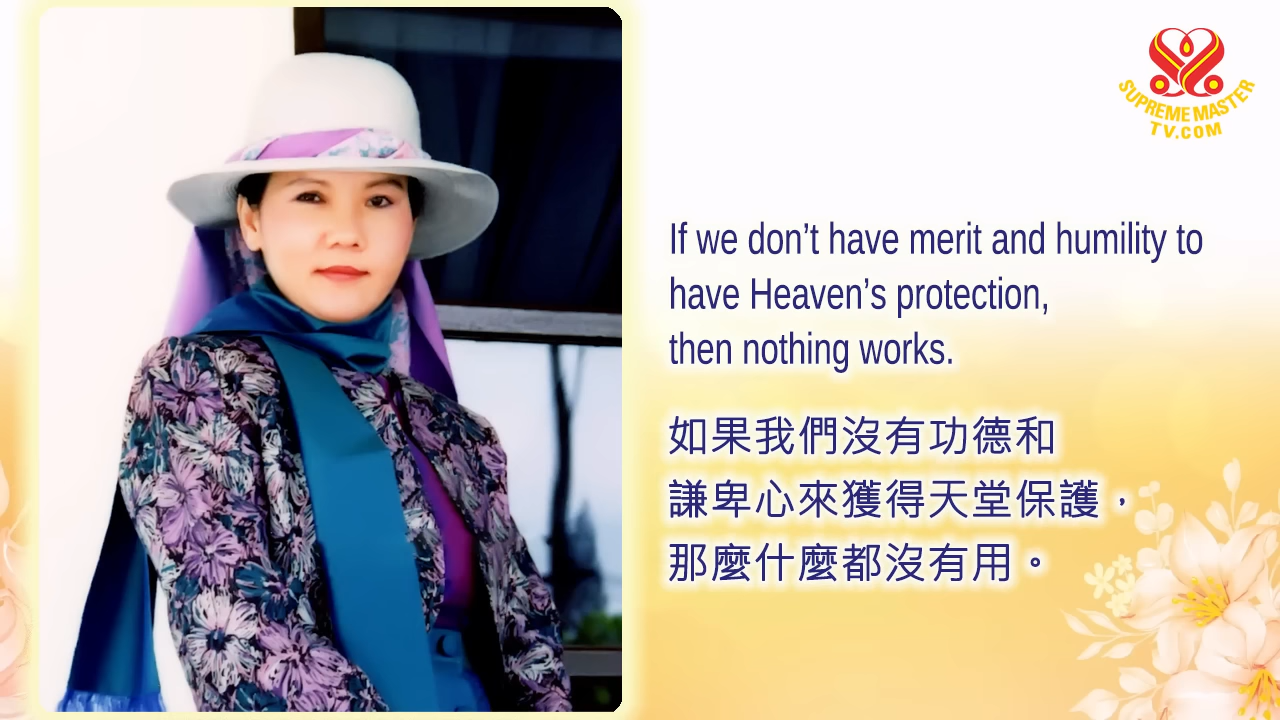 SUPREME MASTER
TV.COM
If we don’t have merit and humility to
have Heaven’s protection,
then nothing works.
如果我們沒有功德和
謙卑心來獲得天堂保護，
那麼什麼都沒有用。